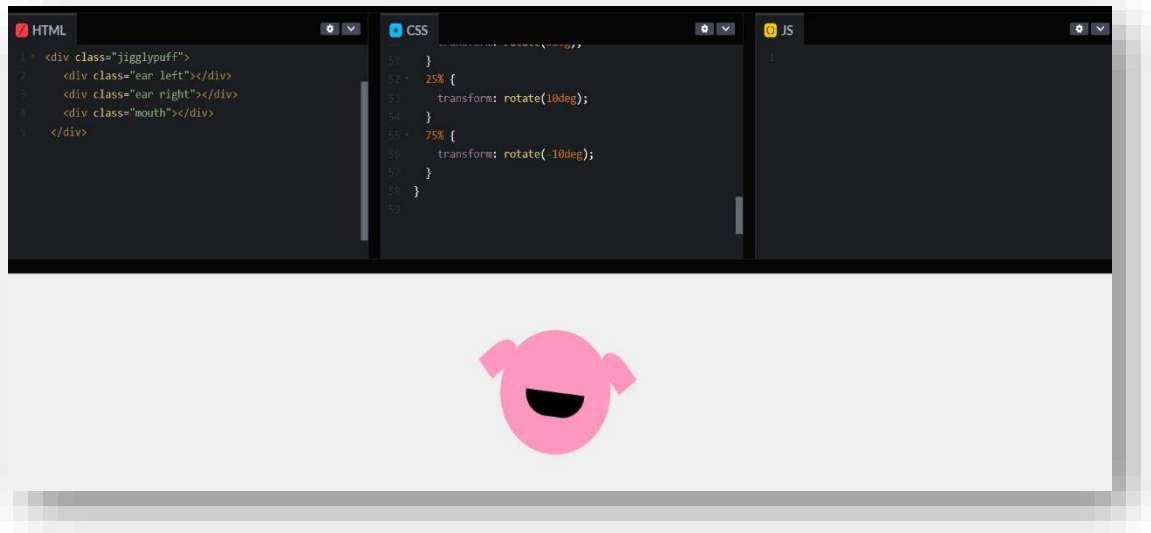 HTML
1 <div class="jigglypuff">
2 <div class="ear left"></div>
3 <div class="ear right"></div>
4 <div class="mouth"></div>
5 </div>
CSS
51 }
52 25% {
53 transform: rotate(10deg);
54 }
55 75% {
56 transform: rotate(-10deg);
57 }
58 }
59
JS
1